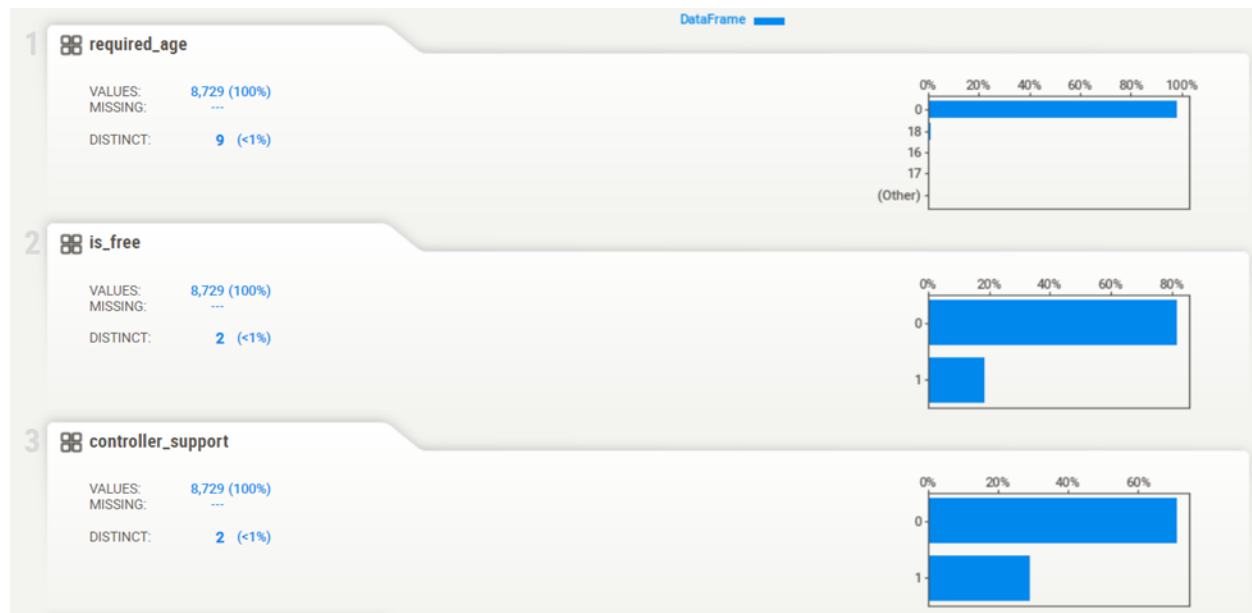 DataFrame
1
required_age
VALUES: 8,729 (100%)
MISSING: ---
DISTINCT: 9 (<1%)
0% 20% 40% 60% 80% 100%
0
18
16
17
(Other)
2
is_free
VALUES: 8,729 (100%)
MISSING: ---
DISTINCT: 2 (<1%)
0% 20% 40% 60% 80%
0
1
3
controller_support
VALUES: 8,729 (100%)
MISSING: ---
DISTINCT: 2 (<1%)
0% 20% 40% 60%
0
1